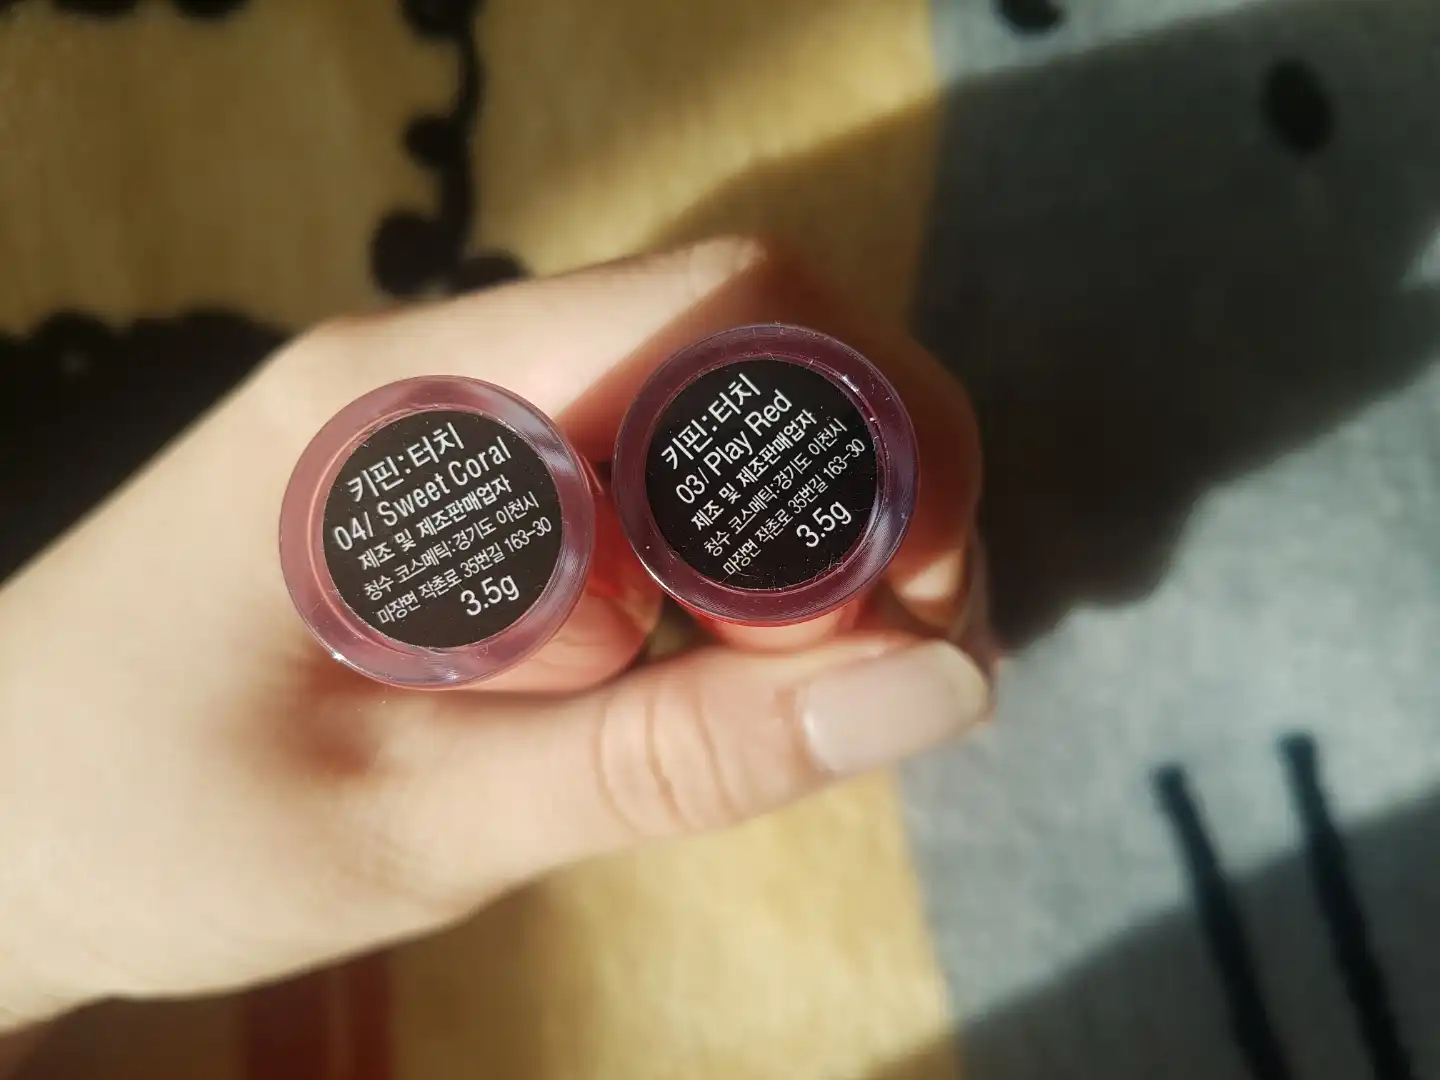 키핀:터치
04/ Sweet Coral
제조 및 제조판매업자
청수 코스메틱:경기도 이천시
마장면 작촌로 35번길 163-30
3.5g
키핀:터치
03/ Play Red
제조 및 제조판매업자
청수 코스메틱:경기도 이천시
마장면 작촌로 35번길 163-30
3.5g